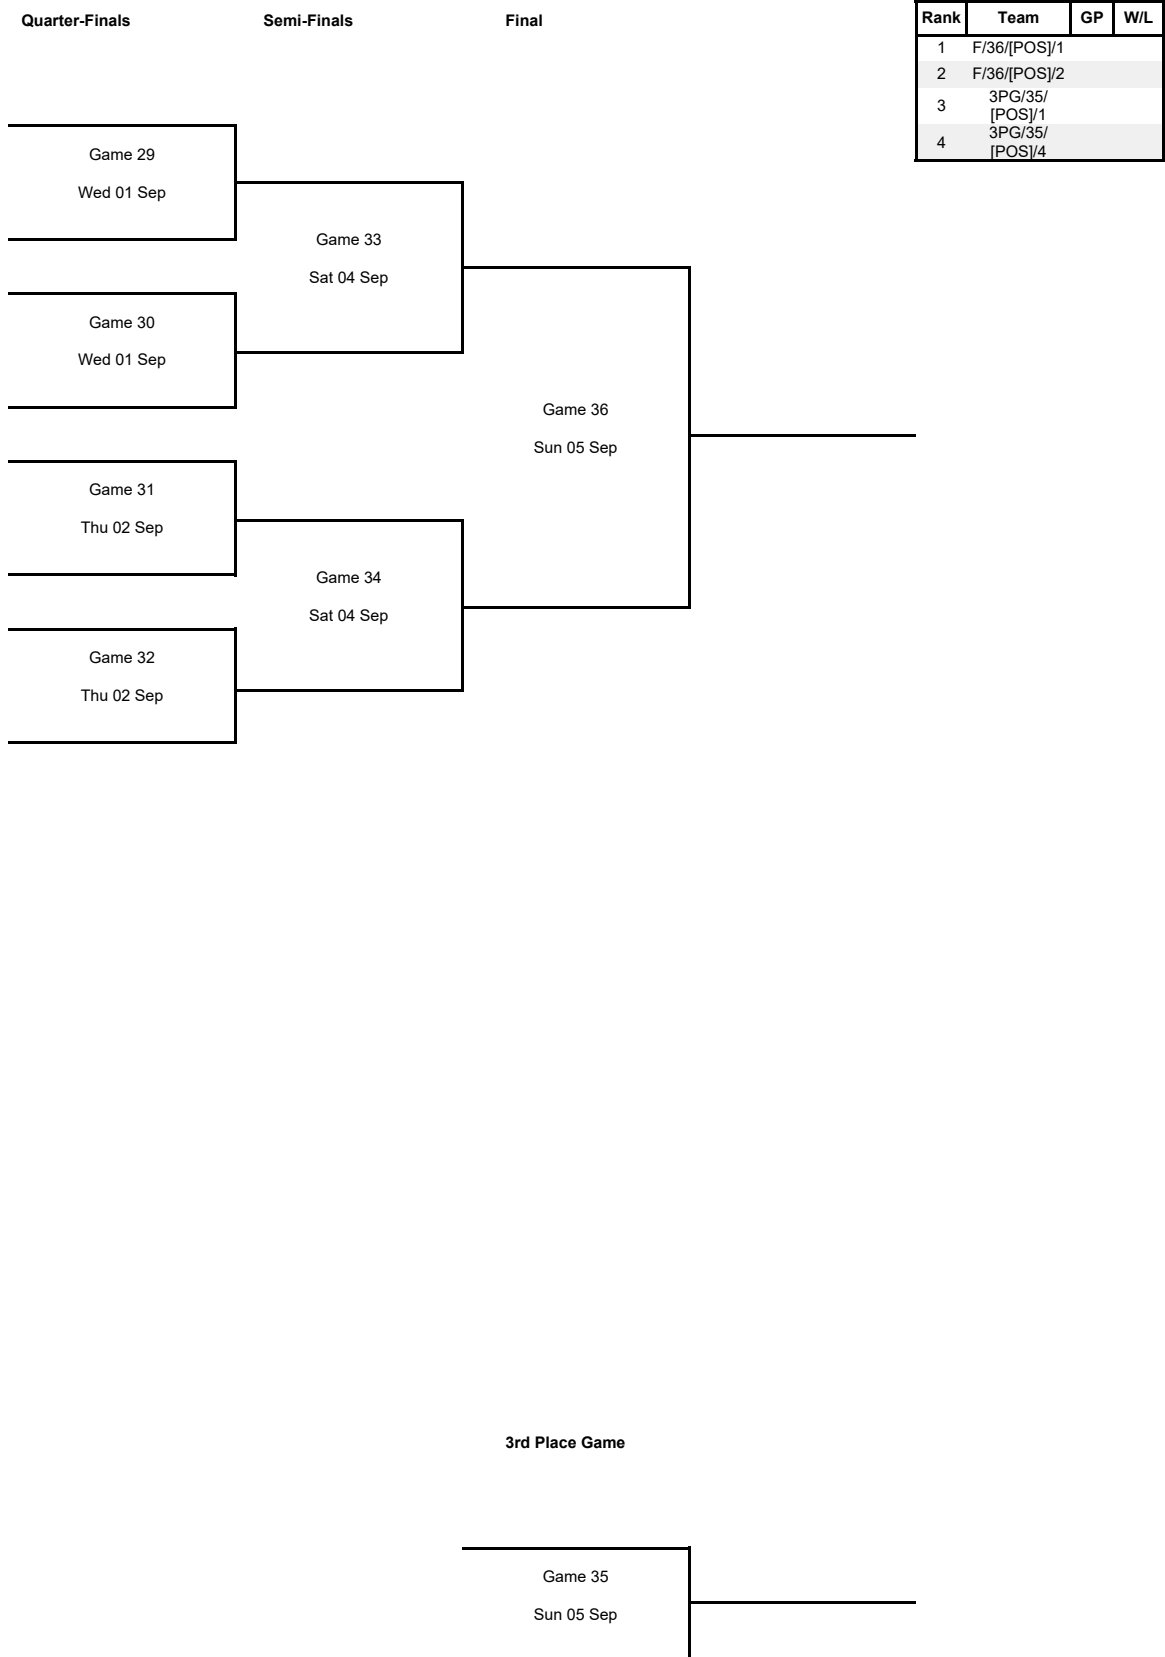 Quarter-Finals Semi-Finals Final
Rank Team GP W/L
1 F/36/[POS]/1
2 F/36/[POS]/2
3 3PG/35/
[POS]/1
4 3PG/35/
[POS]/4
Game 29
Wed 01 Sep
Game 33
Sat 04 Sep
Game 30
Wed 01 Sep
Game 36
Sun 05 Sep
Game 31
Thu 02 Sep
Game 34
Sat 04 Sep
Game 32
Thu 02 Sep
3rd Place Game
Game 35
Sun 05 Sep